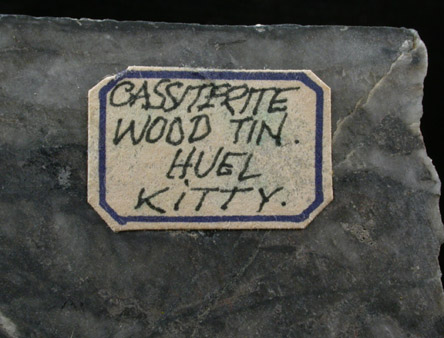 CASSITERITE
WOOD TIN.
HUEL
KITTY.